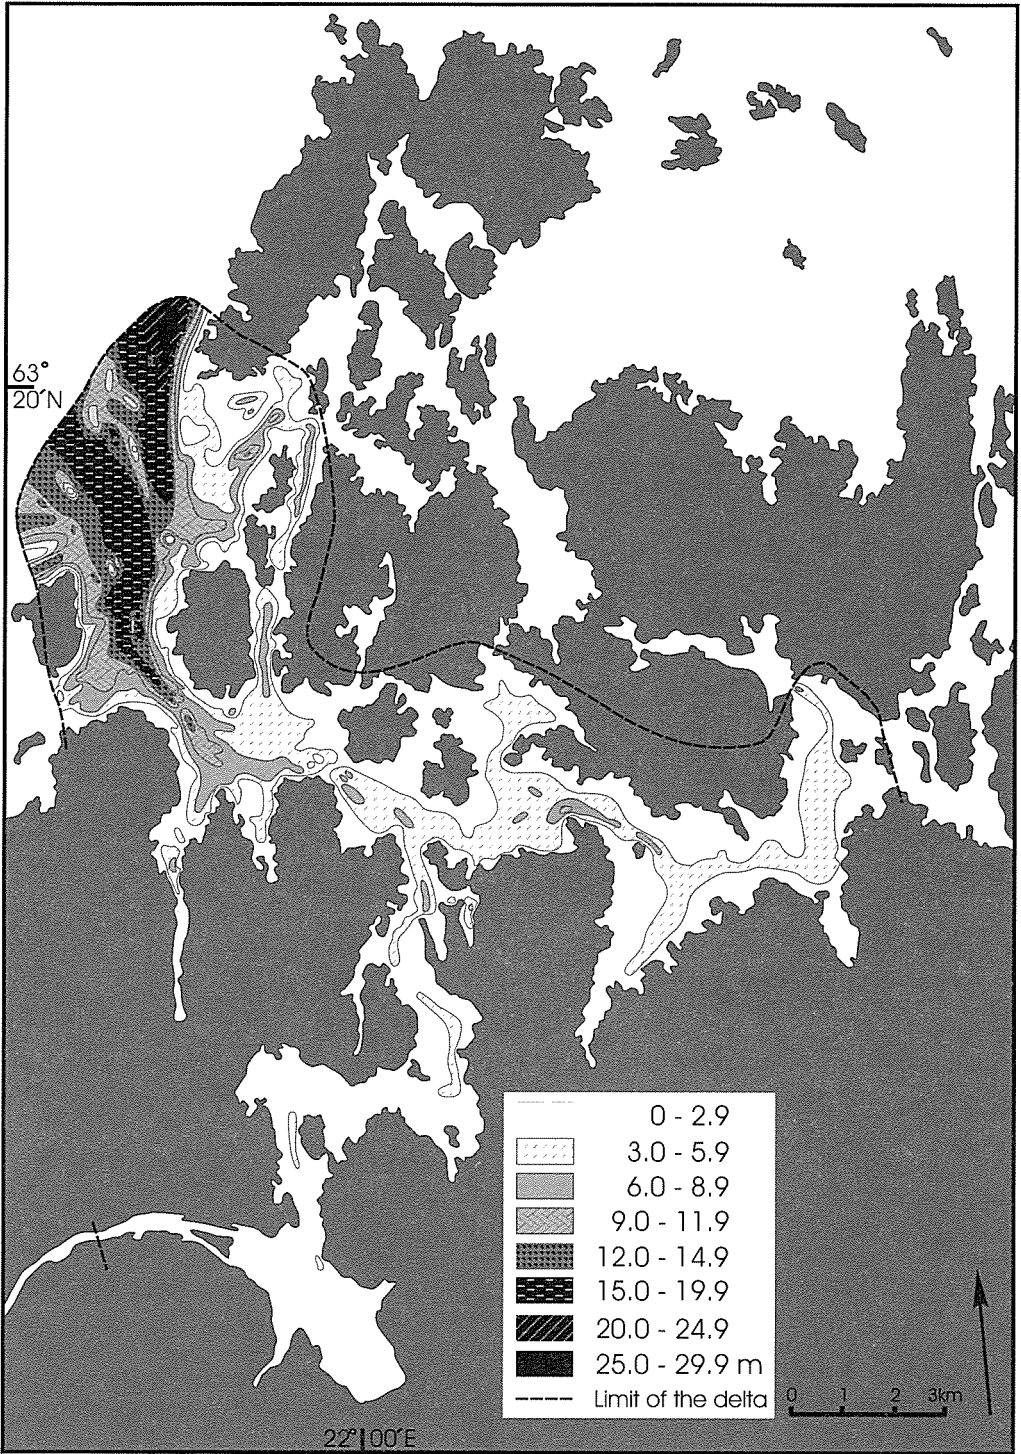 63°
20´N
0 - 2.9
3.0 - 5.9
6.0 - 8.9
9.0 - 11.9
12.0 - 14.9
15.0 - 19.9
20.0 - 24.9
25.0 - 29.9 m
Limit of the delta
0 1 2 3km
22° 00´E